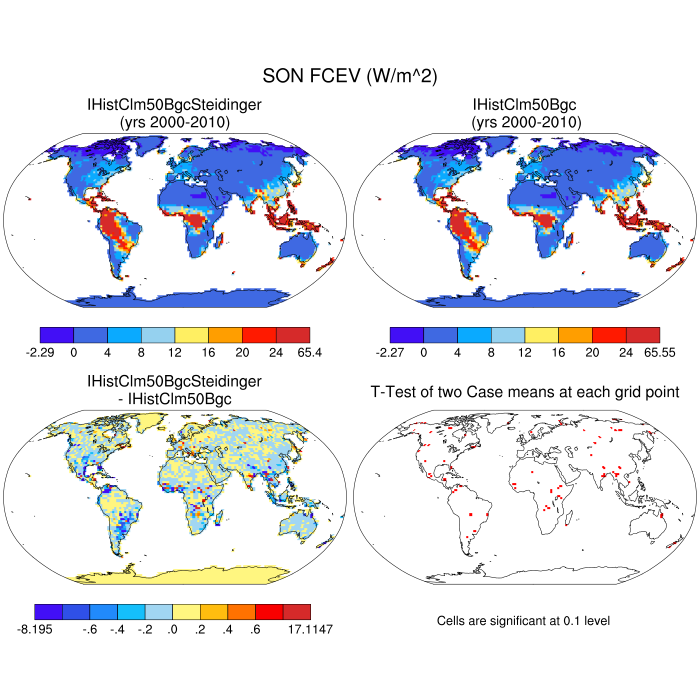 SON FCEV (W/m^2)
IHistClm50BgcSteidinger
(yrs 2000-2010)
IHistClm50Bgc
(yrs 2000-2010)
-2.29 0 4 8 12 16 20 24 65.4
-2.27 0 4 8 12 16 20 24 65.55
IHistClm50BgcSteidinger
- IHistClm50Bgc
T-Test of two Case means at each grid point
-8.195 -.6 -.4 -.2 .0 .2 .4 .6 17.1147
Cells are significant at 0.1 level